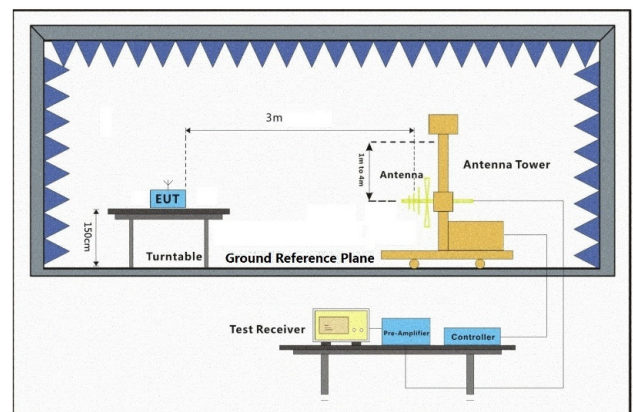 3m
1m to 4m
Antenna
Antenna Tower
EUT
150cm
Turntable
Ground Reference Plane
Test Receiver
Pre-Amplifier
Controller